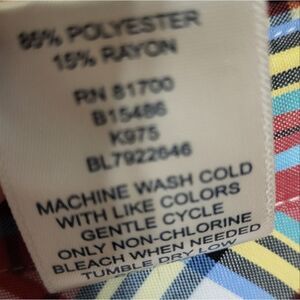 85% POLYESTER
15% RAYON
RN 81700
B15486
K975
BL7922646
MACHINE WASH COLD
WITH LIKE COLORS
GENTLE CYCLE
ONLY NON-CHLORINE
BLEACH WHEN NEEDED
TUMBLE DRY LOW